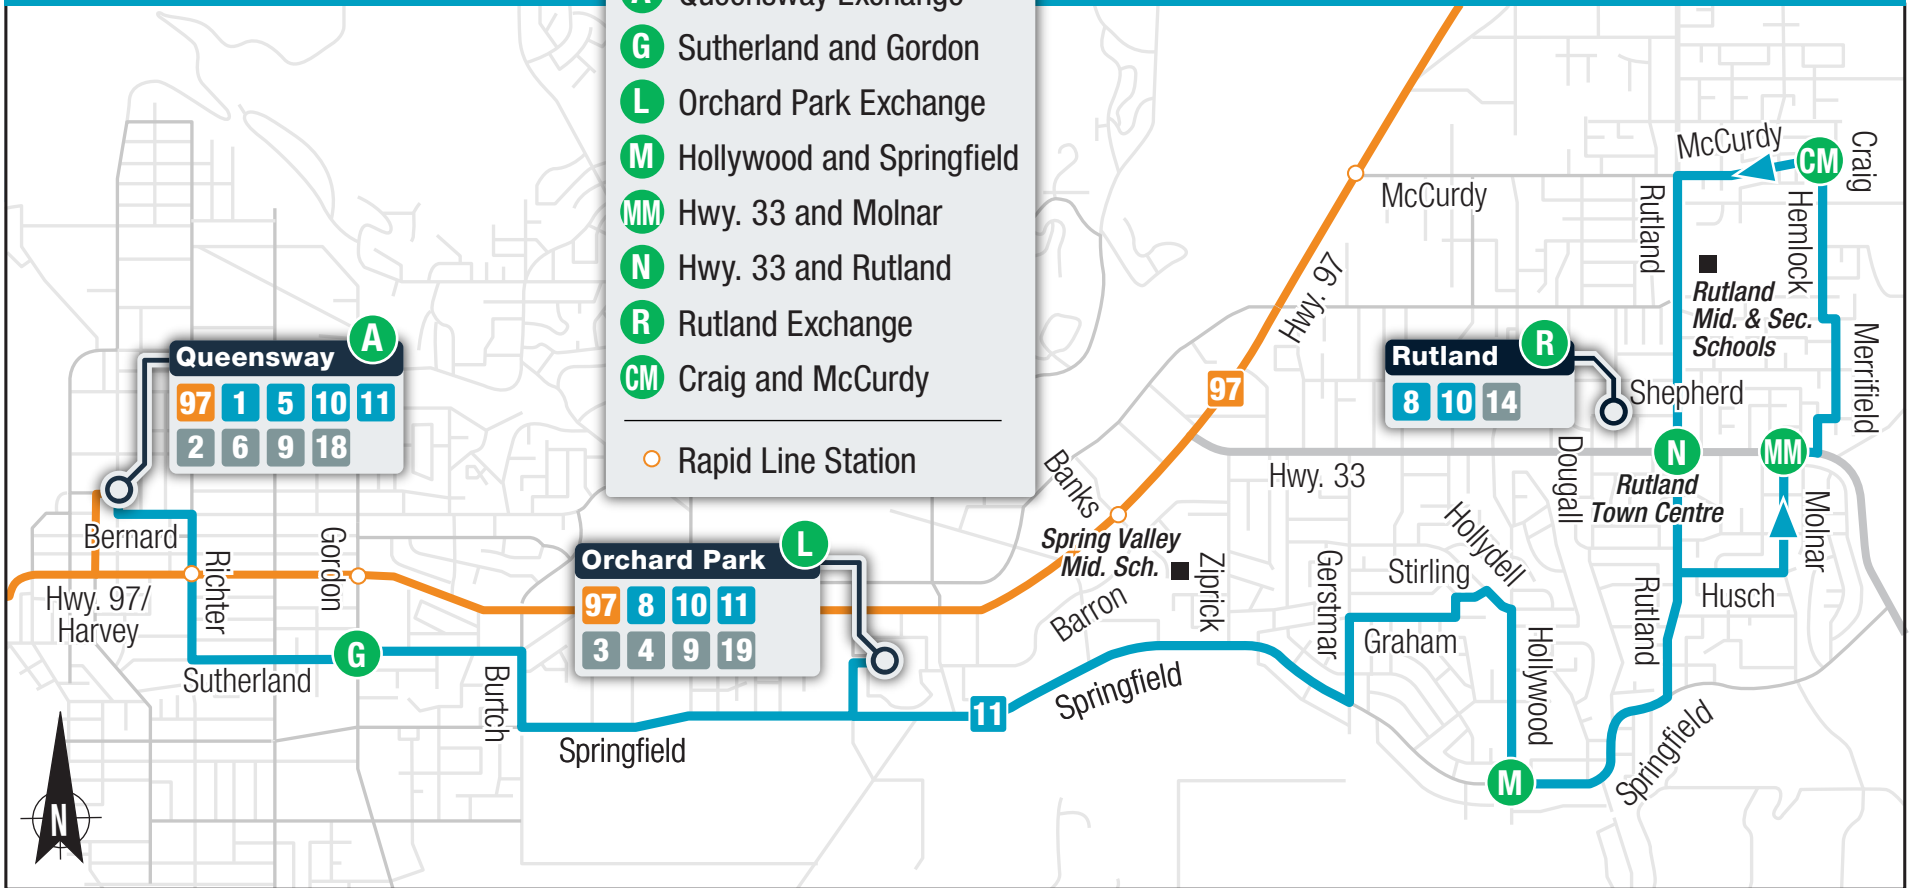 A Queensway Exchange
G Sutherland and Gordon
L Orchard Park Exchange
M Hollywood and Springfield
MM Hwy. 33 and Molnar
N Hwy. 33 and Rutland
R Rutland Exchange
CM Craig and McCurdy
Rapid Line Station
McCurdy
CM
Craig
McCurdy
Rutland
Hemlock
Rutland
Mid. & Sec.
Schools
Hwy. 97
Merrifield
Queensway A
97 1 5 10 11
2 6 9 18
Rutland R
8 10 14
97
Shepherd
Hwy. 33
Dougall
N
MM
Rutland
Town Centre
Molnar
Banks
Spring Valley
Mid. Sch.
Ziprick
Barron
Bernard
Richter
Gordon
Hwy. 97/
Harvey
Orchard Park L
97 8 10 11
3 4 9 19
Gerstmar
Stirling
Hollydell
Graham
Hollywood
Rutland
Husch
G
Sutherland
Burtch
Springfield
11
Springfield
M
Springfield
N